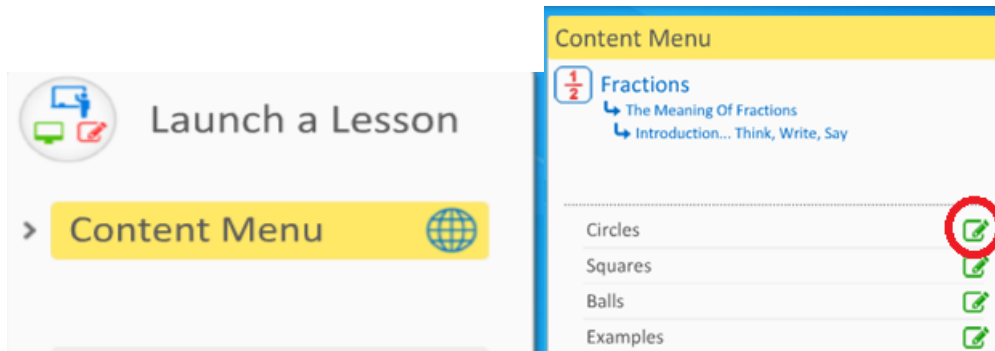 Launch a Lesson
Content Menu
Content Menu
1
2
Fractions
The Meaning Of Fractions
Introduction... Think, Write, Say
Circles
Squares
Balls
Examples